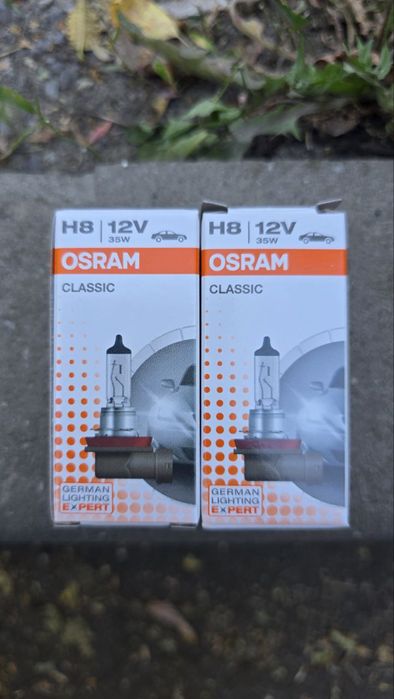 H8 | 12V
35W
OSRAM
CLASSIC
GERMAN
LIGHTING
EXPERT
H8 | 12V
35W
OSRAM
CLASSIC
GERMAN
LIGHTING
EXPERT